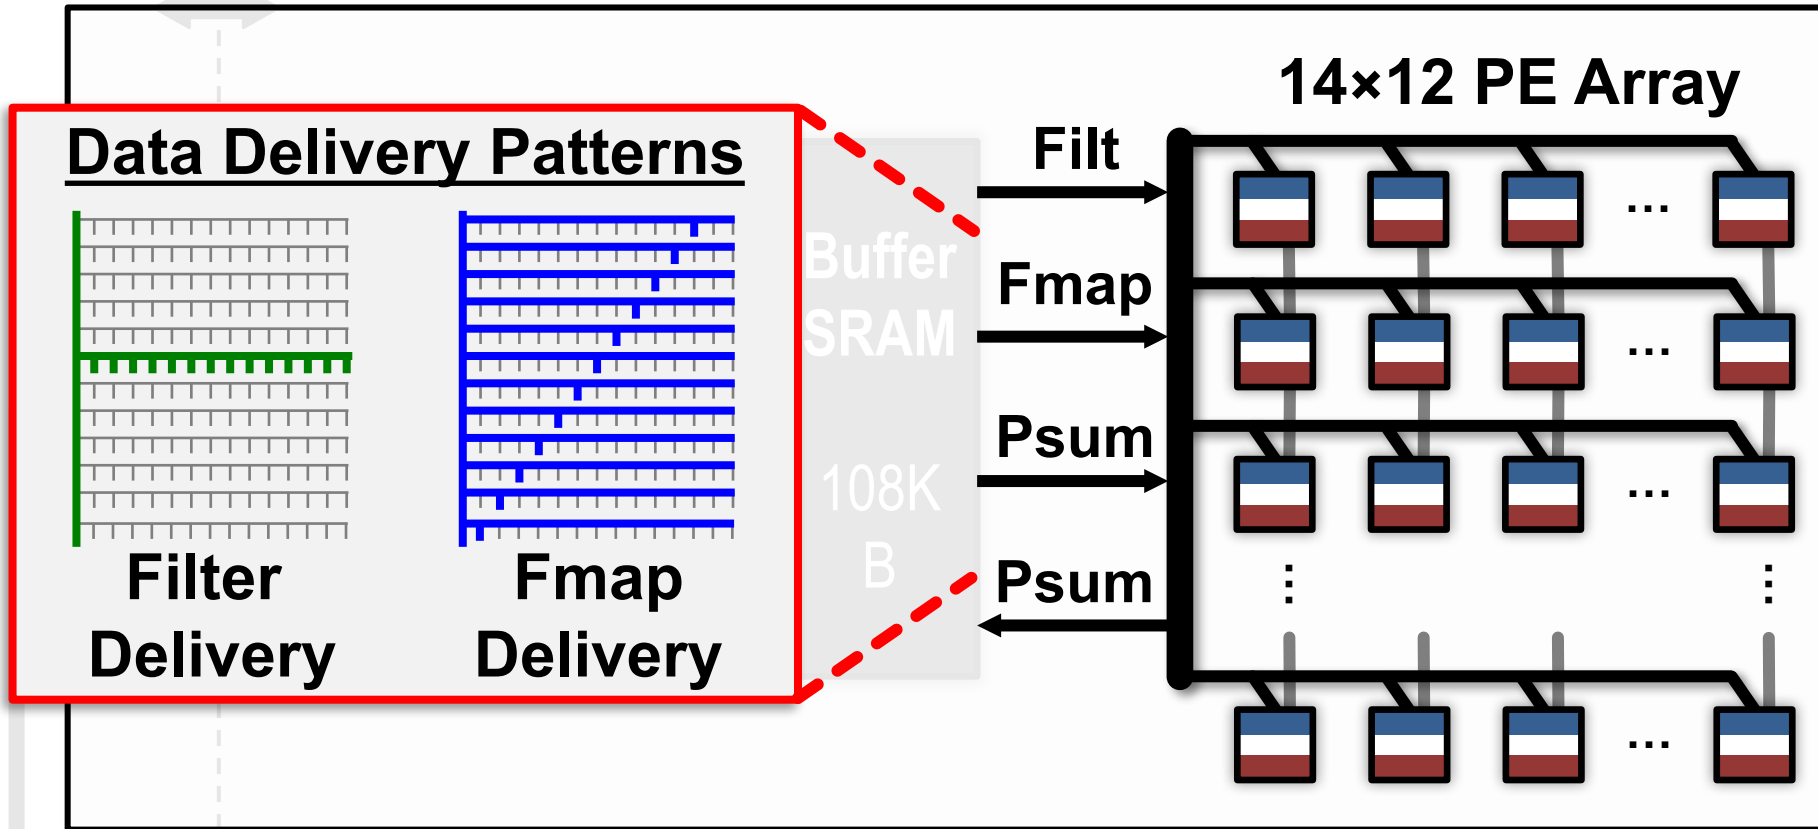 14×12 PE Array
Data Delivery Patterns
Filter
Delivery
Fmap
Delivery
Buffer
SRAM
108K
B
Filt
Fmap
Psum
Psum
...
...
...
...
...
...